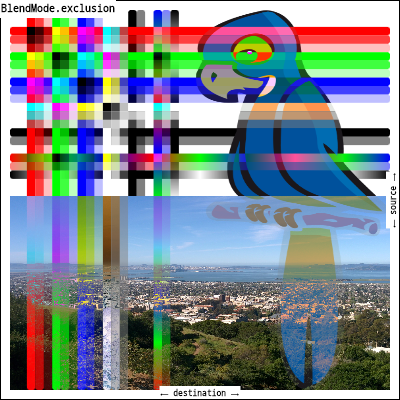 BlendMode.exclusion
← source →
← destination →